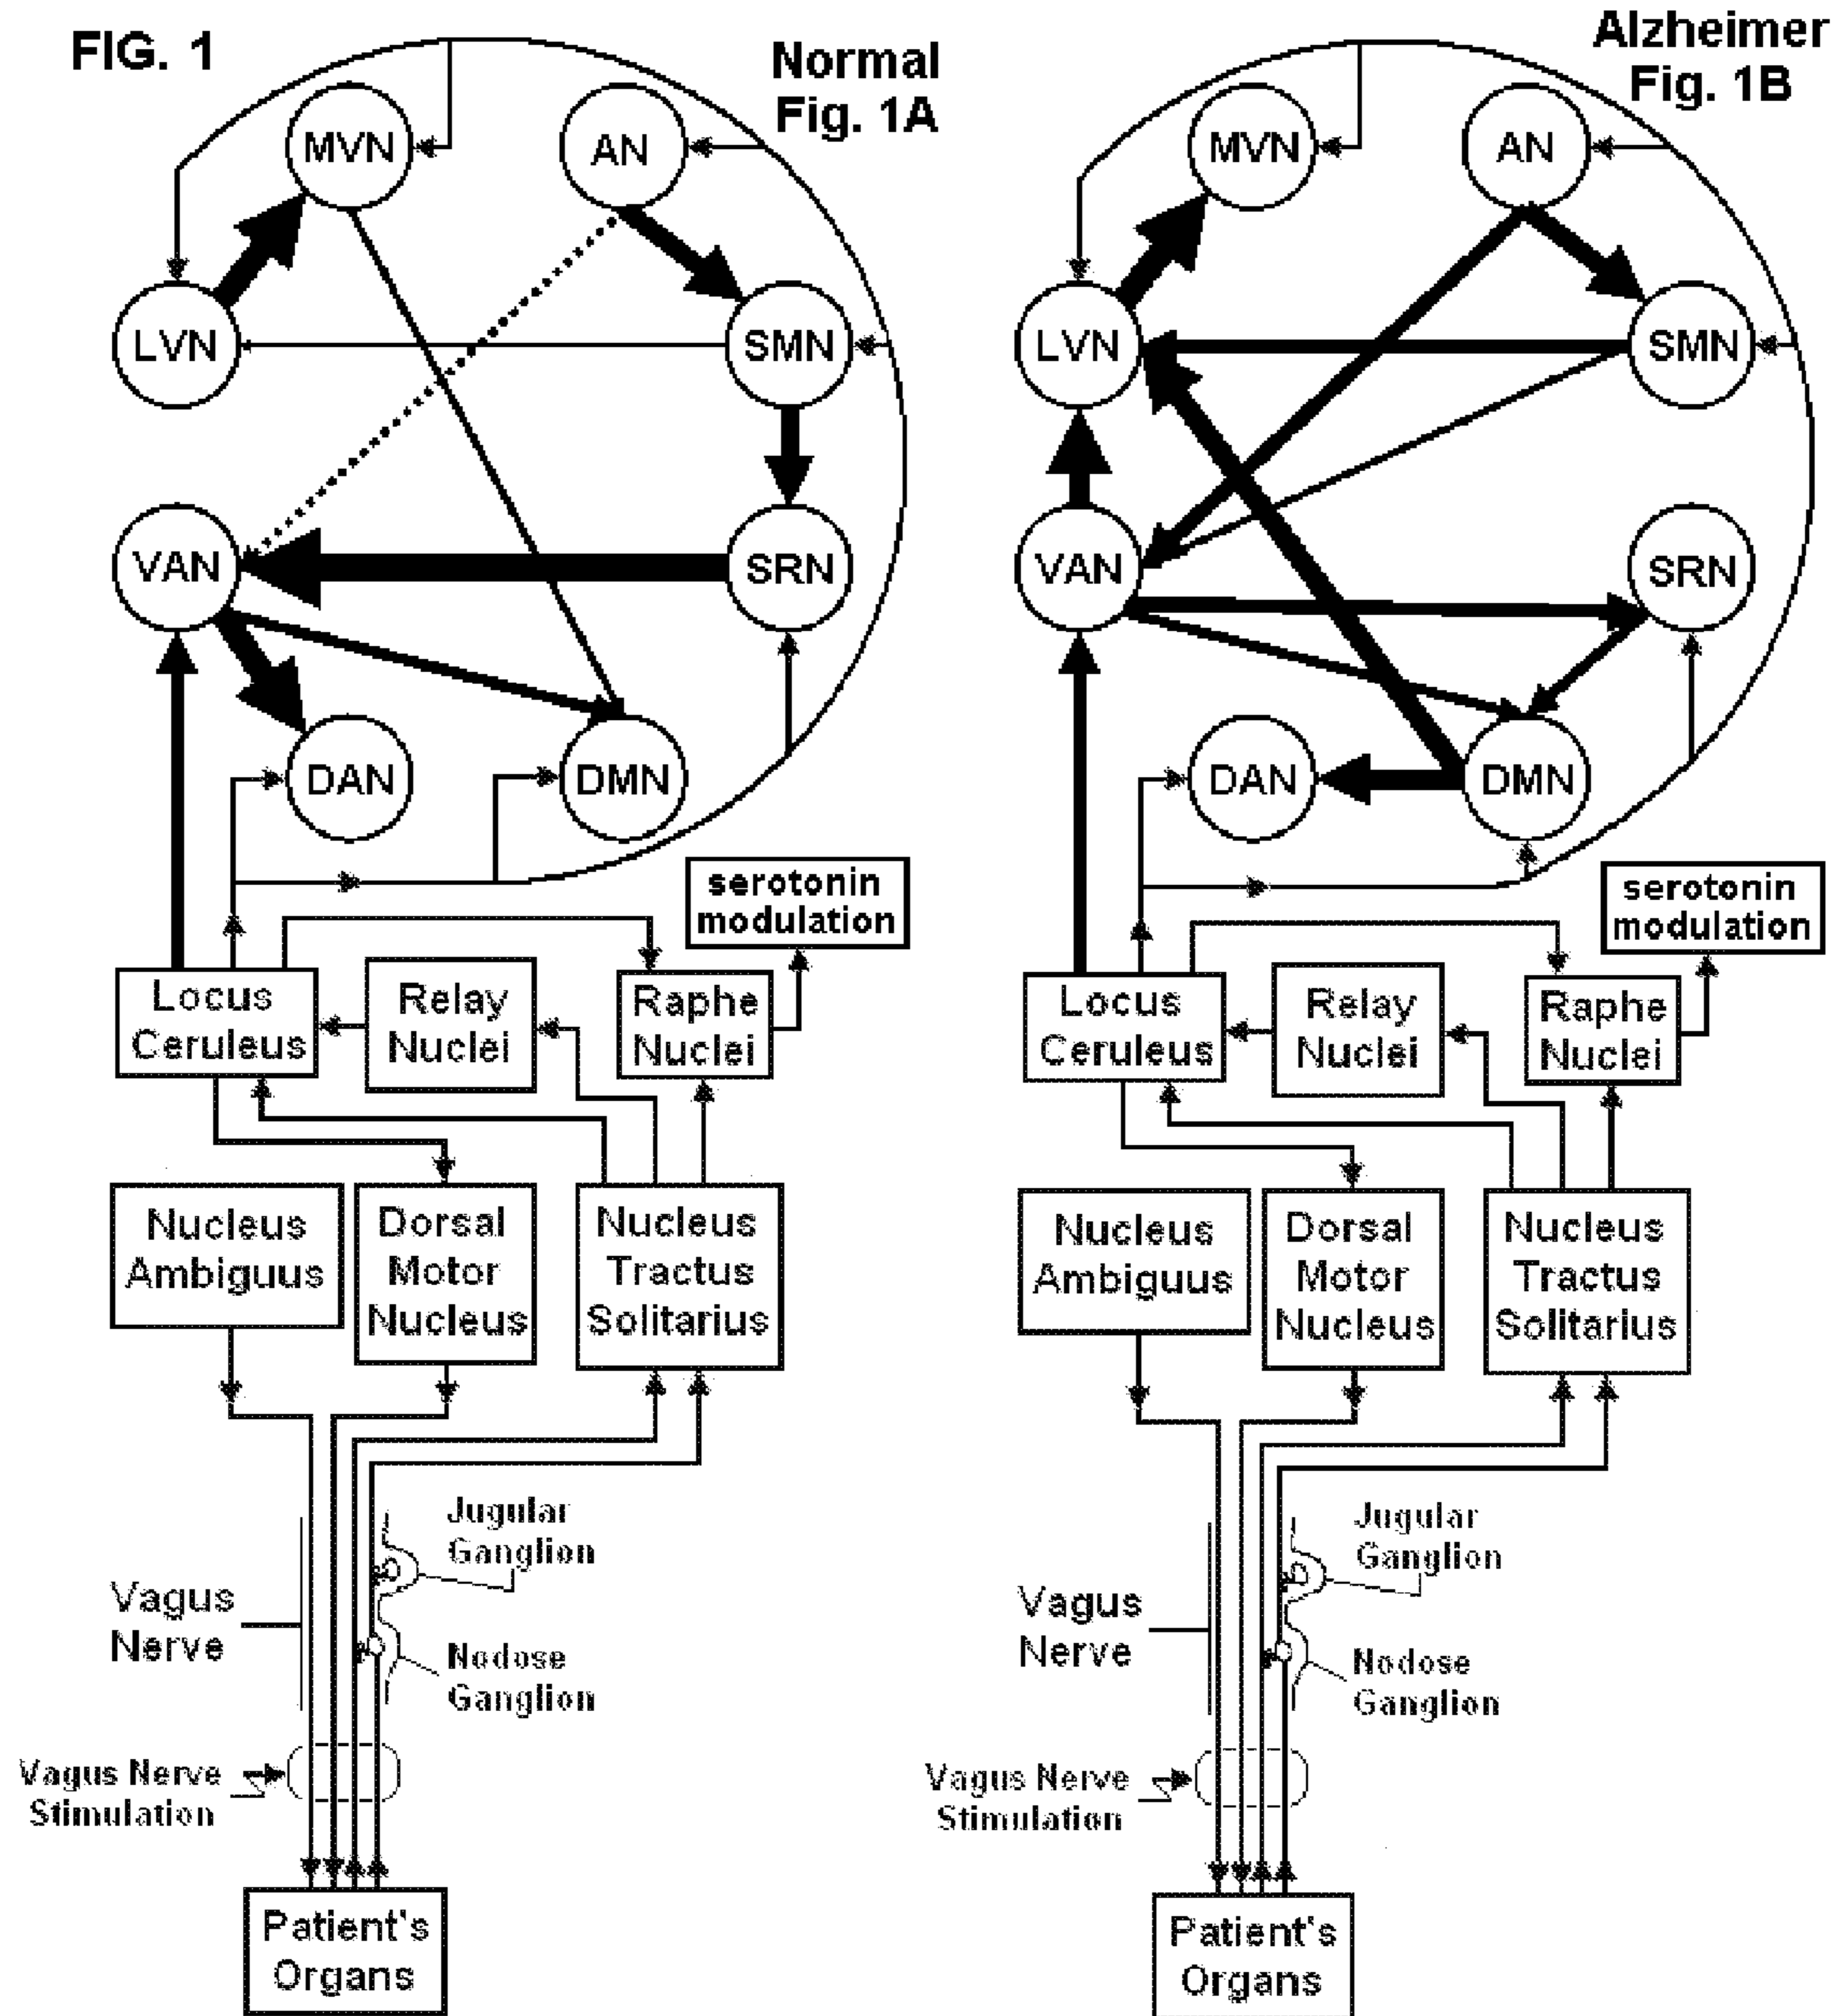 FIG. 1
Normal
Fig. 1A
MVN
AN
LVN
SMN
VAN
SRN
DAN
DMN
serotonin
modulation
Locus
Ceruleus
Relay
Nuclei
Raphe
Nuclei
Nucleus
Ambiguus
Dorsal
Motor
Nucleus
Nucleus
Tractus
Solitarius
Jugular
Ganglion
Vagus
Nerve
Nodose
Ganglion
Vagus Nerve
Stimulation
Patient's
Organs
Alzheimer
Fig. 1B
MVN
AN
LVN
SMN
VAN
SRN
DAN
DMN
serotonin
modulation
Locus
Ceruleus
Relay
Nuclei
Raphe
Nuclei
Nucleus
Ambiguus
Dorsal
Motor
Nucleus
Nucleus
Tractus
Solitarius
Jugular
Ganglion
Vagus
Nerve
Nodose
Ganglion
Vagus Nerve
Stimulation
Patient's
Organs